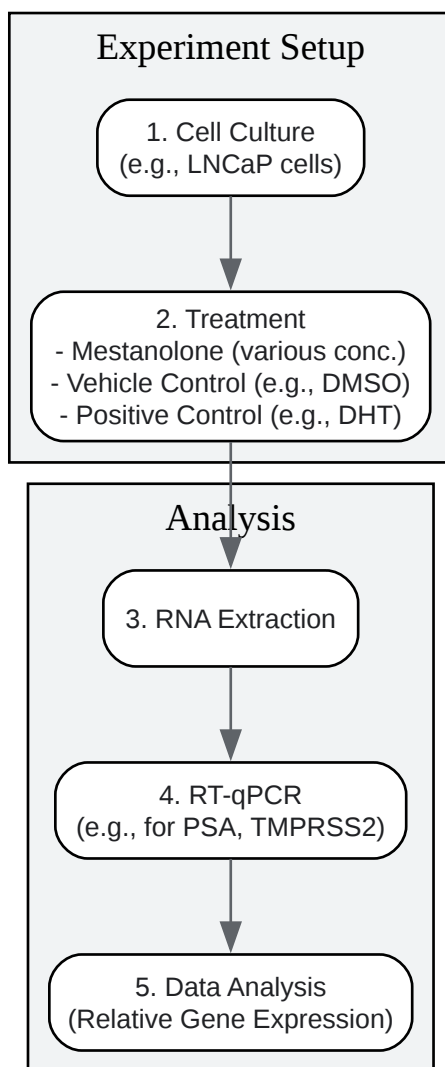 Experiment Setup
1. Cell Culture
(e.g., LNCaP cells)
2. Treatment
- Mestanolone (various conc.)
- Vehicle Control (e.g., DMSO)
- Positive Control (e.g., DHT)
Analysis
3. RNA Extraction
4. RT-qPCR
(e.g., for PSA, TMPRSS2)
5. Data Analysis
(Relative Gene Expression)